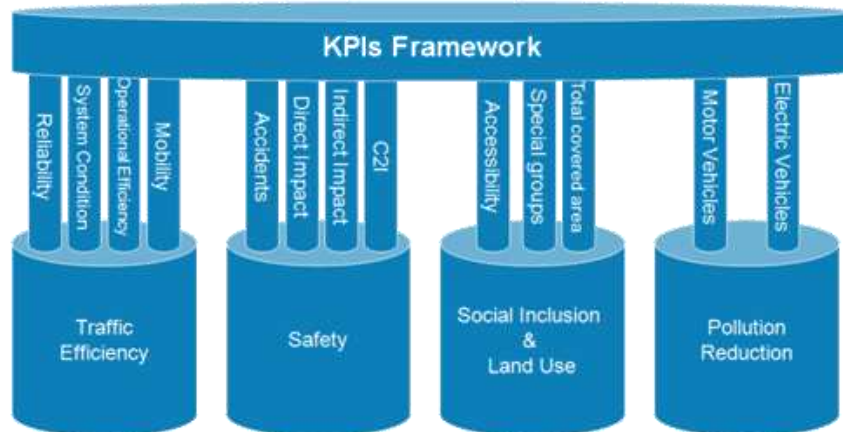 KPIs Framework
Reliability
System Condition
Operational Efficiency
Mobility
Accidents
Direct Impact
Indirect Impact
C2I
Accessibility
Special groups
Total covered area
Motor Vehicles
Electric Vehicles
Traffic
Efficiency
Safety
Social Inclusion
&
Land Use
Pollution
Reduction